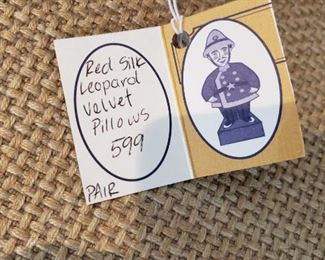 Red Silk
Leopard
Velvet
Pillows
599
PAIR